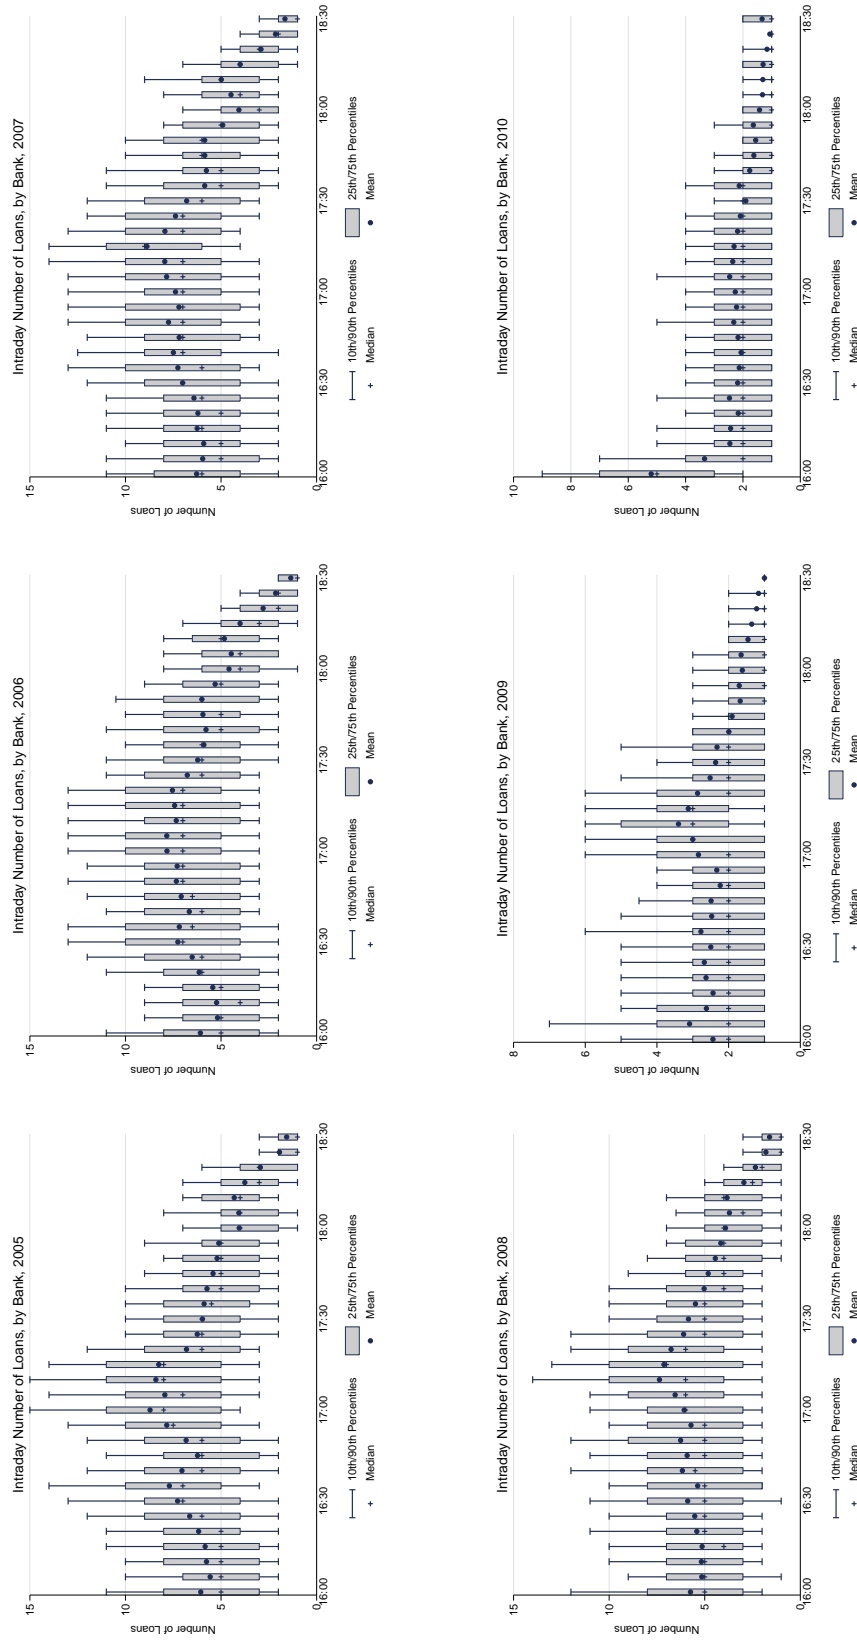 Intraday Number of Loans, by Bank, 2005
Number of Loans
15
10
5
0
16:00 16:30 17:00 17:30 18:00 18:30
10th/90th Percentiles 25th/75th Percentiles
Median Mean
Intraday Number of Loans, by Bank, 2006
Number of Loans
15
10
5
0
16:00 16:30 17:00 17:30 18:00 18:30
10th/90th Percentiles 25th/75th Percentiles
Median Mean
Intraday Number of Loans, by Bank, 2007
Number of Loans
15
10
5
0
16:00 16:30 17:00 17:30 18:00 18:30
10th/90th Percentiles 25th/75th Percentiles
Median Mean
Intraday Number of Loans, by Bank, 2008
Number of Loans
15
10
5
0
16:00 16:30 17:00 17:30 18:00 18:30
10th/90th Percentiles 25th/75th Percentiles
Median Mean
Intraday Number of Loans, by Bank, 2009
Number of Loans
8
6
4
2
0
16:00 16:30 17:00 17:30 18:00 18:30
10th/90th Percentiles 25th/75th Percentiles
Median Mean
Intraday Number of Loans, by Bank, 2010
Number of Loans
10
8
6
4
2
0
16:00 16:30 17:00 17:30 18:00 18:30
10th/90th Percentiles 25th/75th Percentiles
Median Mean